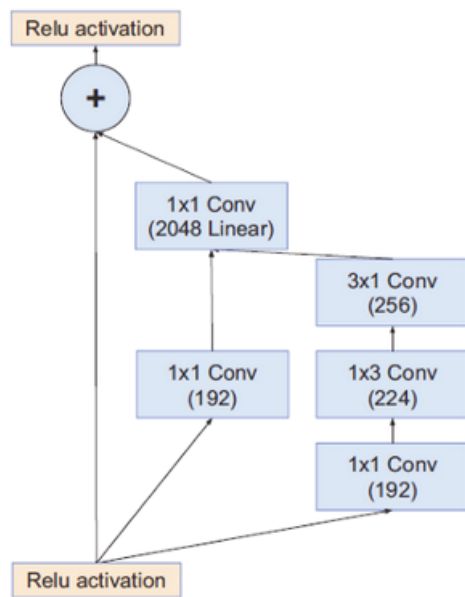 Relu activation
+
1x1 Conv
(2048 Linear)
3x1 Conv
(256)
1x1 Conv
(192)
1x3 Conv
(224)
1x1 Conv
(192)
Relu activation